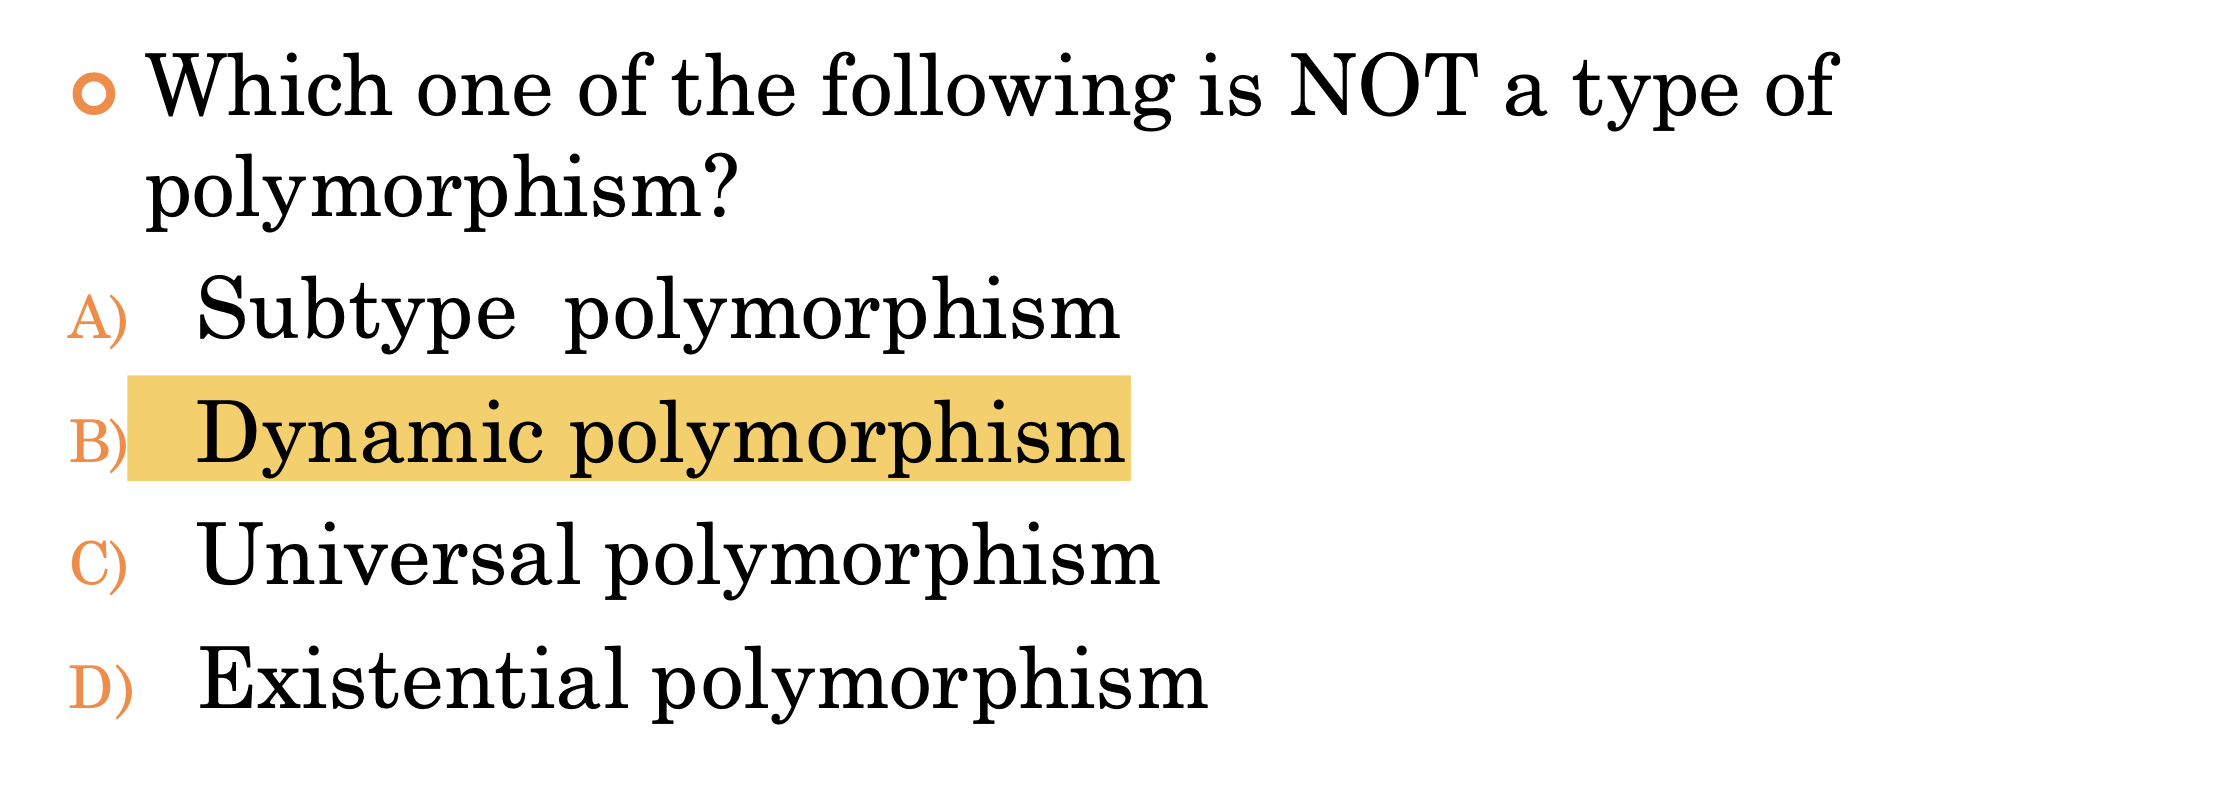 Which one of the following is NOT a type of
polymorphism?
A) Subtype polymorphism
B) Dynamic polymorphism
C) Universal polymorphism
D) Existential polymorphism